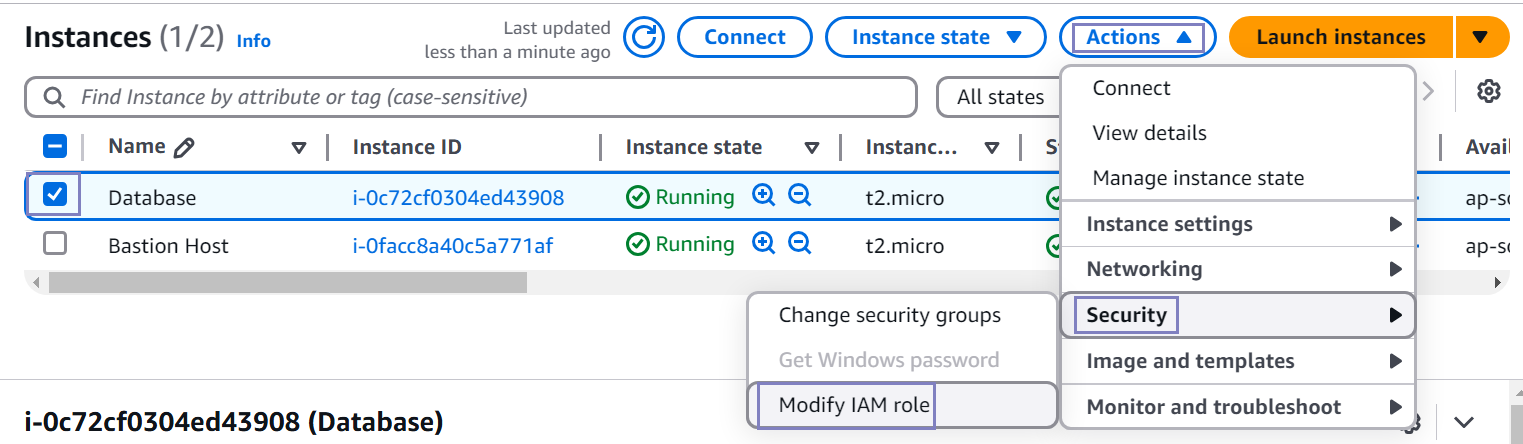 Instances (1/2) Info
Last updated
less than a minute ago
Connect
Instance state
Actions
Launch instances
Find Instance by attribute or tag (case-sensitive)
All states
Name Instance ID Instance state Instanc... Avail
Database i-0c72cf0304ed43908 Running t2.micro ap-so
Bastion Host i-0facc8a40c5a771af Running t2.micro ap-so
Connect
View details
Manage instance state
Instance settings
Networking
Security
Image and templates
Monitor and troubleshoot
Change security groups
Get Windows password
Modify IAM role
i-0c72cf0304ed43908 (Database)